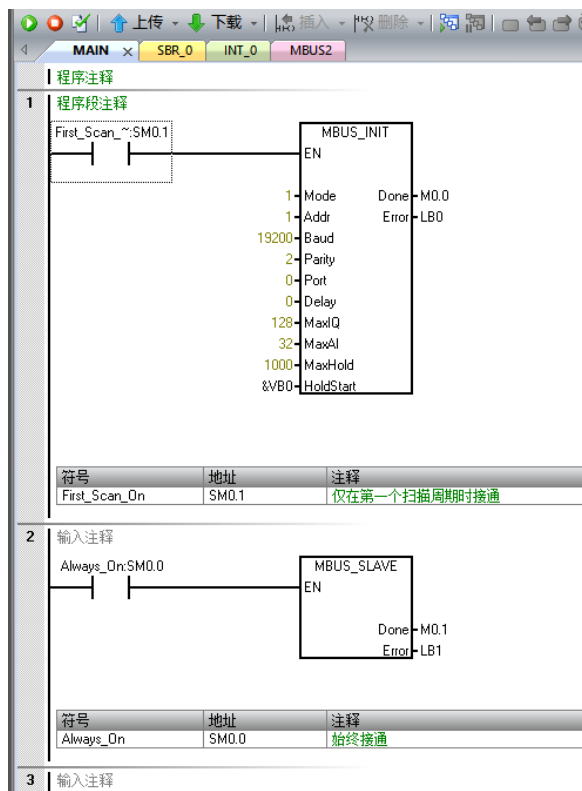 上传 下载 插入 删除
MAIN × SBR_0 INT_0 MBUS2
程序注释
1 程序段注释
First_Scan_~:SM0.1 MBUS_INIT
EN
1 Mode Done M0.0
1 Addr Error LB0
19200 Baud
2 Parity
0 Port
0 Delay
128 MaxIQ
32 MaxAI
1000 MaxHold
&VB0 HoldStart
符号 地址 注释
First_Scan_On SM0.1 仅在第一个扫描周期时接通
2 输入注释
Always_On:SM0.0 MBUS_SLAVE
EN
Done M0.1
Error LB1
符号 地址 注释
Always_On SM0.0 始终接通
3 输入注释